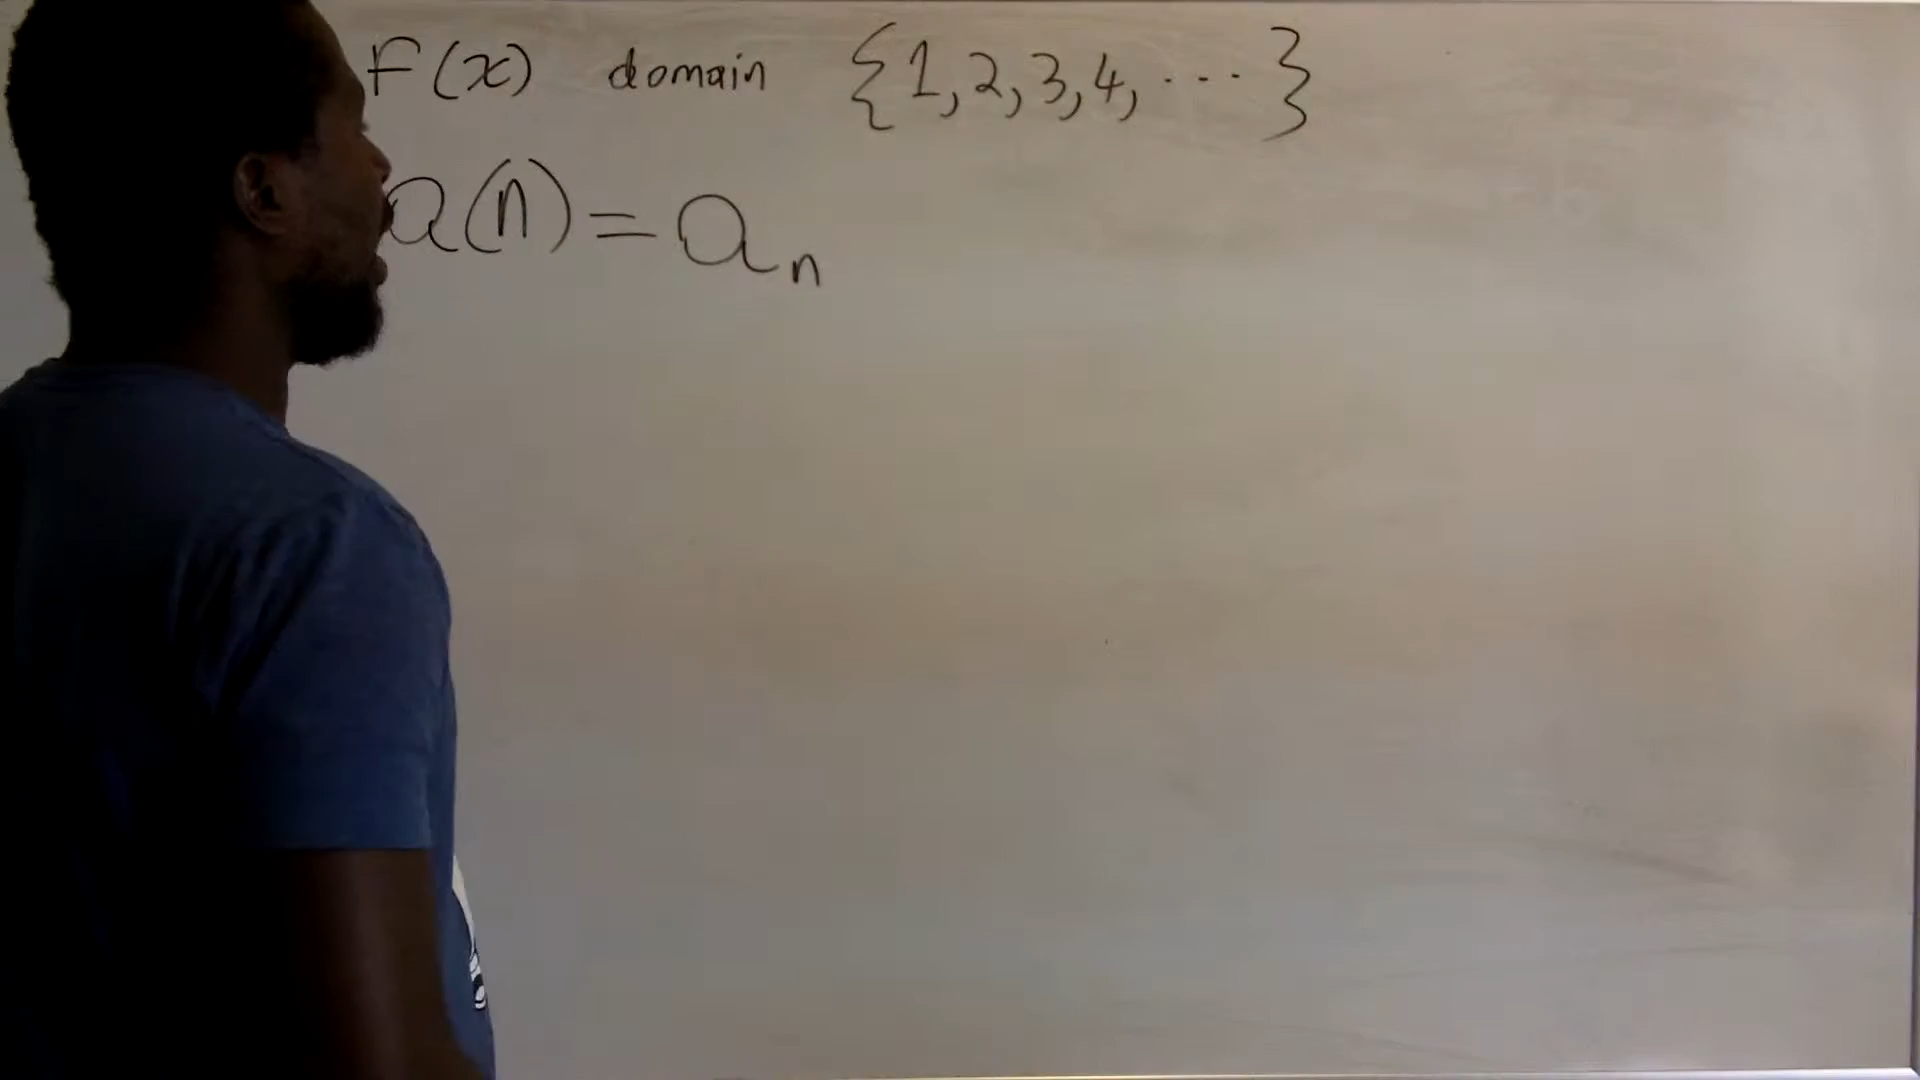 F(x) domain {1,2,3,4,...}
a(n)=aₙ